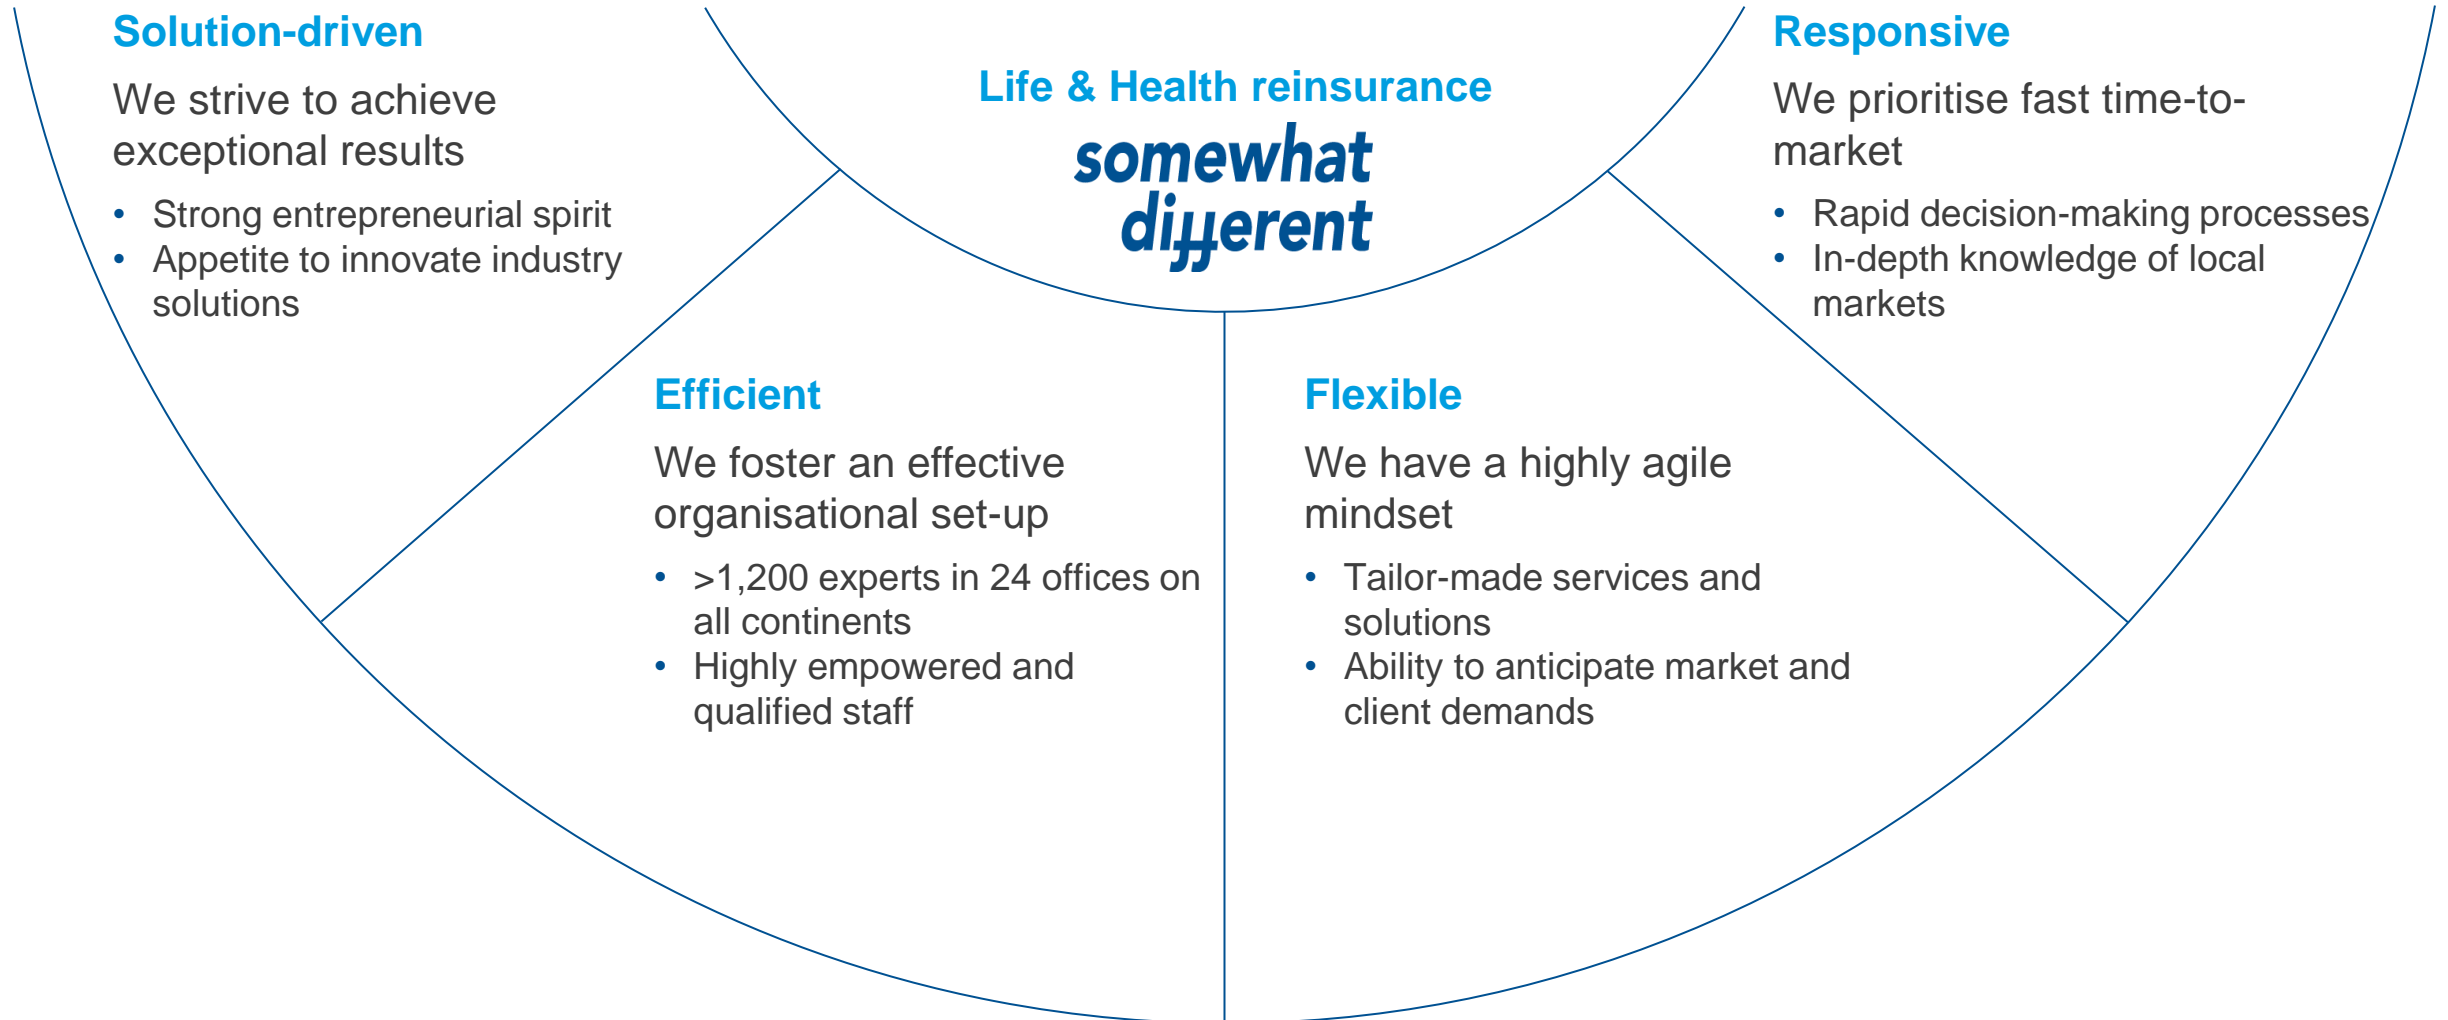 Solution-driven
We strive to achieve
exceptional results
• Strong entrepreneurial spirit
• Appetite to innovate industry
solutions
Life & Health reinsurance
somewhat
different
Responsive
We prioritise fast time-to-
market
• Rapid decision-making processes
• In-depth knowledge of local
markets
Efficient
We foster an effective
organisational set-up
• >1,200 experts in 24 offices on
all continents
• Highly empowered and
qualified staff
Flexible
We have a highly agile
mindset
• Tailor-made services and
solutions
• Ability to anticipate market and
client demands